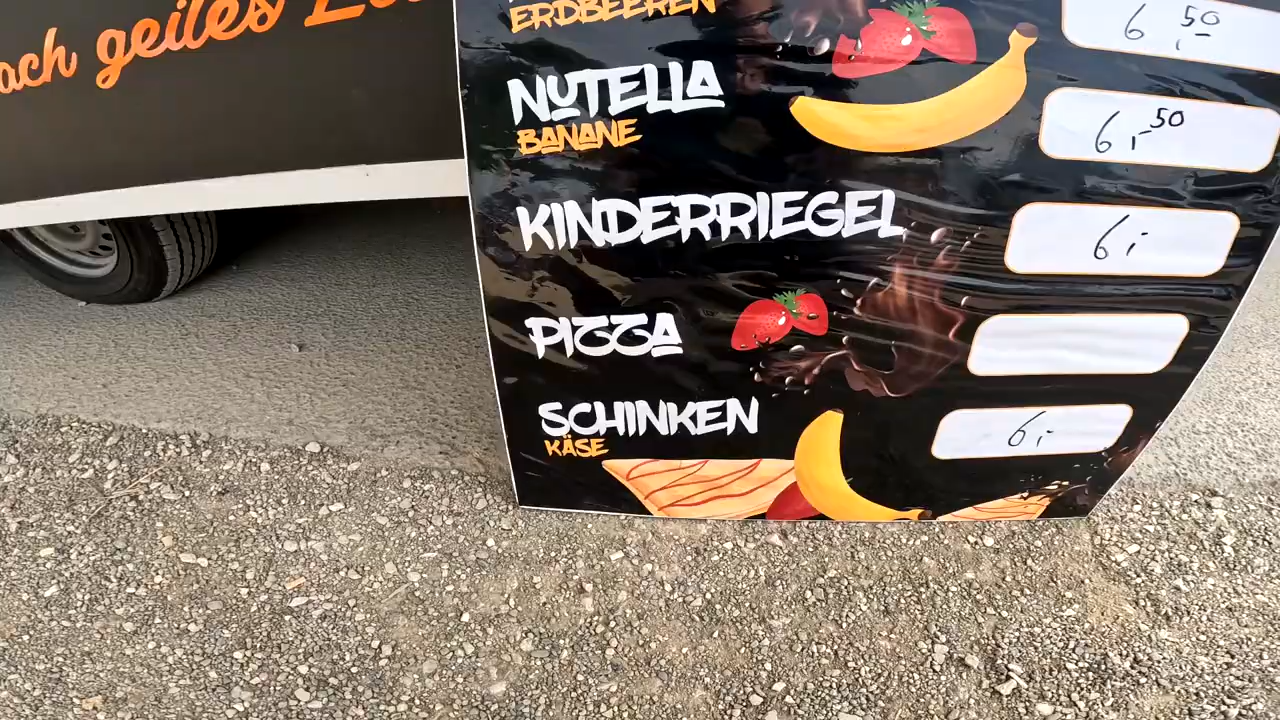 ach geiles
ERDBEEREN 6,50
NUTELLA
BANANE 6,50
KINDERRIEGEL 6,-
PIZZA
SCHINKEN
KÄSE 6,-